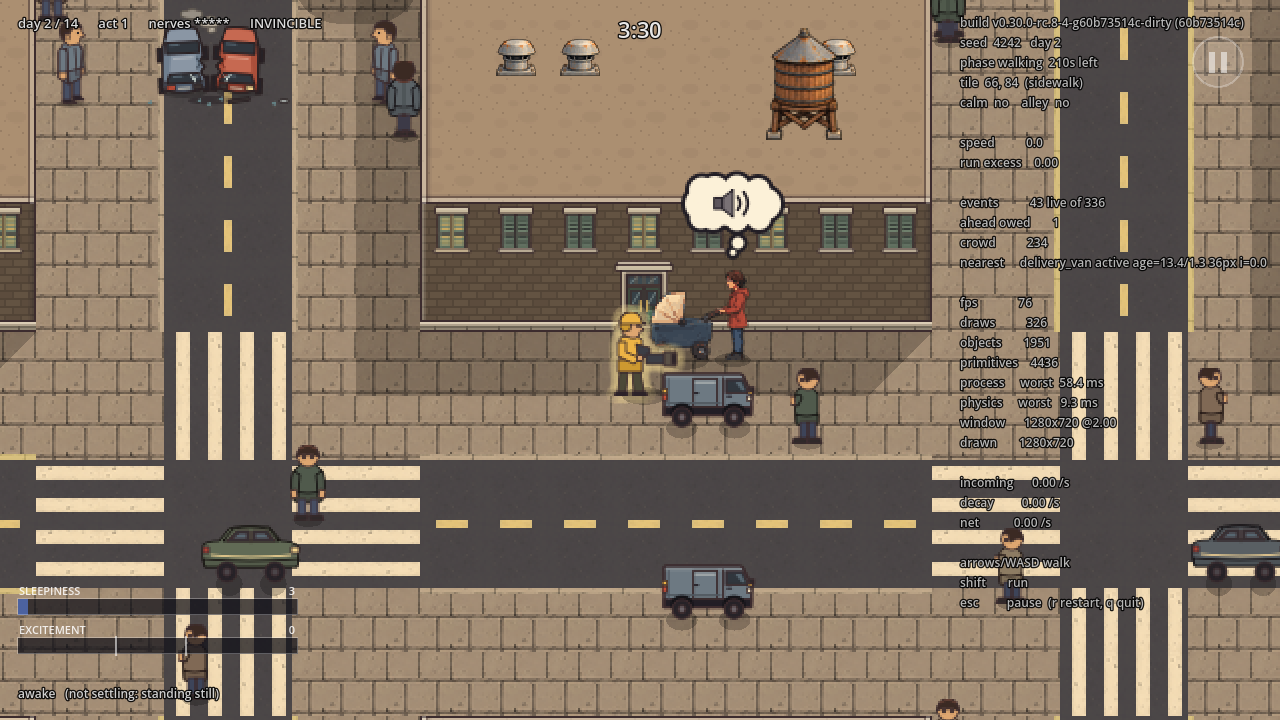 day 2 / 14 act 1 nerves ***** INVINCIBLE
3:30
build v0.30.0-rc.8-4-g60b73514c-dirty (60b73514c)
seed 4242 day 2
phase walking 210s left
tile 66, 84 (sidewalk)
calm no alley no
speed 0.0
run excess 0.00
events 43 live of 336
ahead owed 1
crowd 234
nearest delivery_van active age=13.4/1.3 36px i=0.0
fps 76
draws 326
objects 1951
primitives 4436
process worst 58.4 ms
physics worst 9.3 ms
window 1280x720 @2.00
drawn 1280x720
incoming 0.00 /s
decay 0.00 /s
net 0.00 /s
arrows/WASD walk
shift run
esc pause (r restart, q quit)
SLEEPINESS 3
EXCITEMENT 0
awake (not settling: standing still)